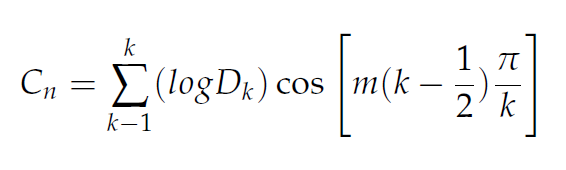 $C_n = \sum_{k-1}^{k} (log D_k) \cos \left[ m(k - \frac{1}{2}) \frac{\pi}{k} \right]$